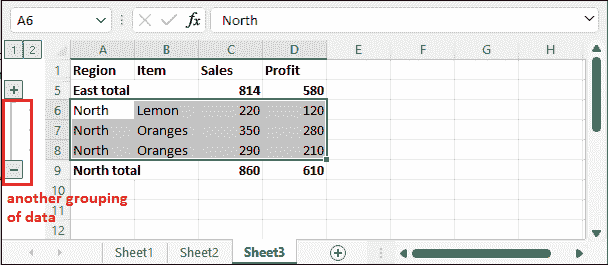 A6 North
1 2 A B C D E F G H
1 Region Item Sales Profit
5 East total 814 580
6 North Lemon 220 120
7 North Oranges 350 280
8 North Oranges 290 210
9 North total 860 610
10
another grouping
11
of data
12
Sheet1 Sheet2 Sheet3